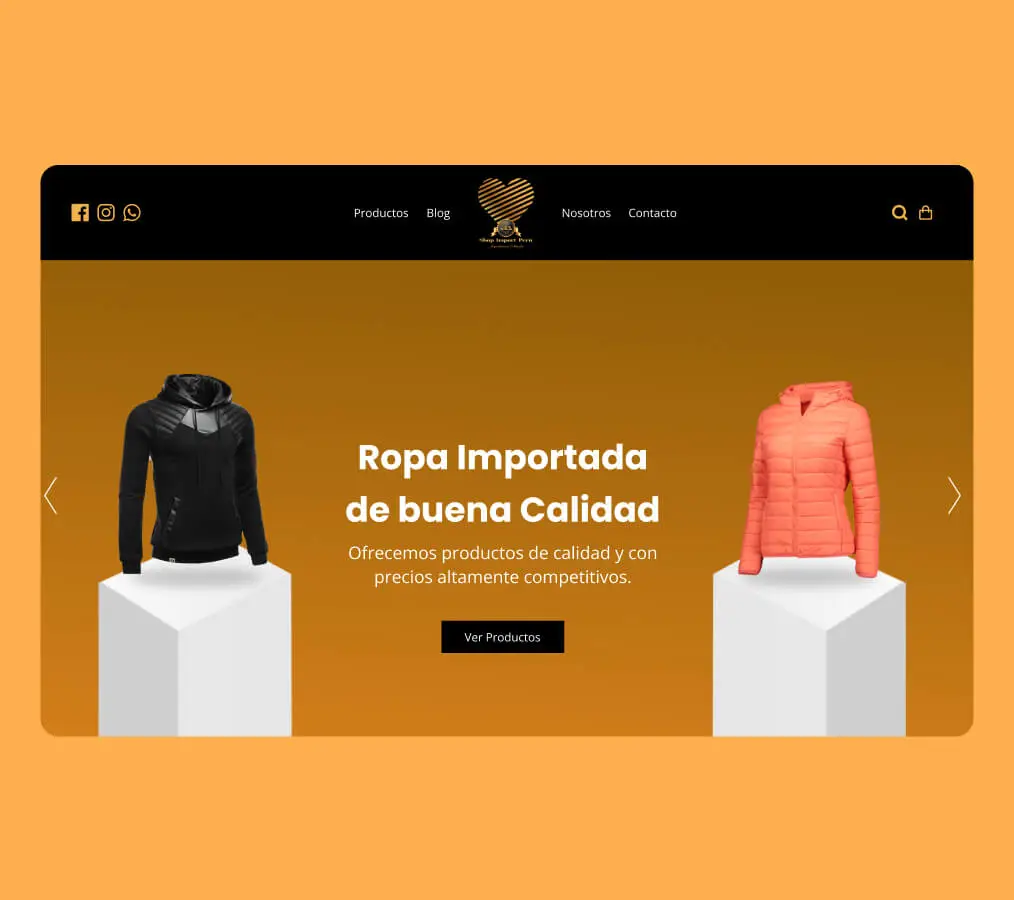 Productos
Blog
Shop Import Peru
Nosotros
Contacto
Ropa Importada
de buena Calidad
Ofrecemos productos de calidad y con
precios altamente competitivos.
Ver Productos